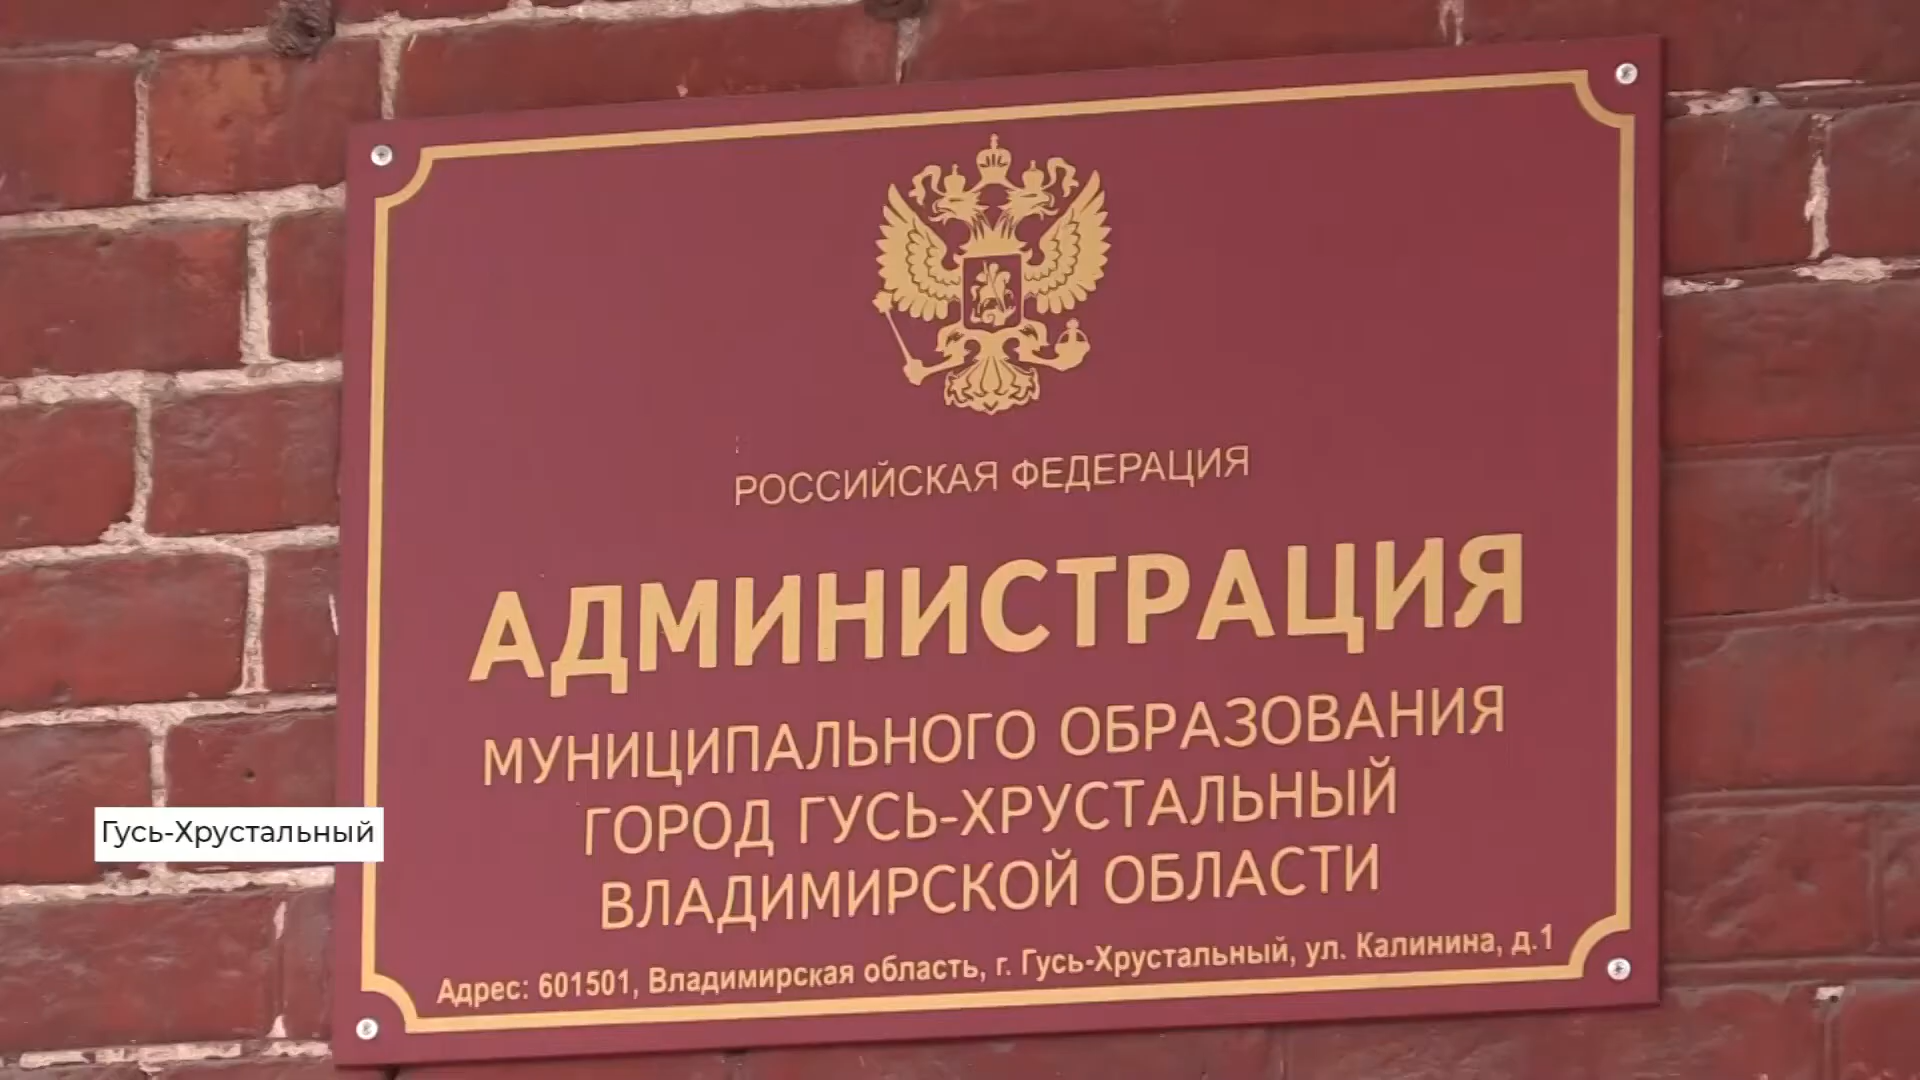 РОССИЙСКАЯ ФЕДЕРАЦИЯ
АДМИНИСТРАЦИЯ
МУНИЦИПАЛЬНОГО ОБРАЗОВАНИЯ
ГОРОД ГУСЬ-ХРУСТАЛЬНЫЙ
ВЛАДИМИРСКОЙ ОБЛАСТИ
Адрес: 601501, Владимирская область, г. Гусь-Хрустальный, ул. Калинина, д.1
Гусь-Хрустальный